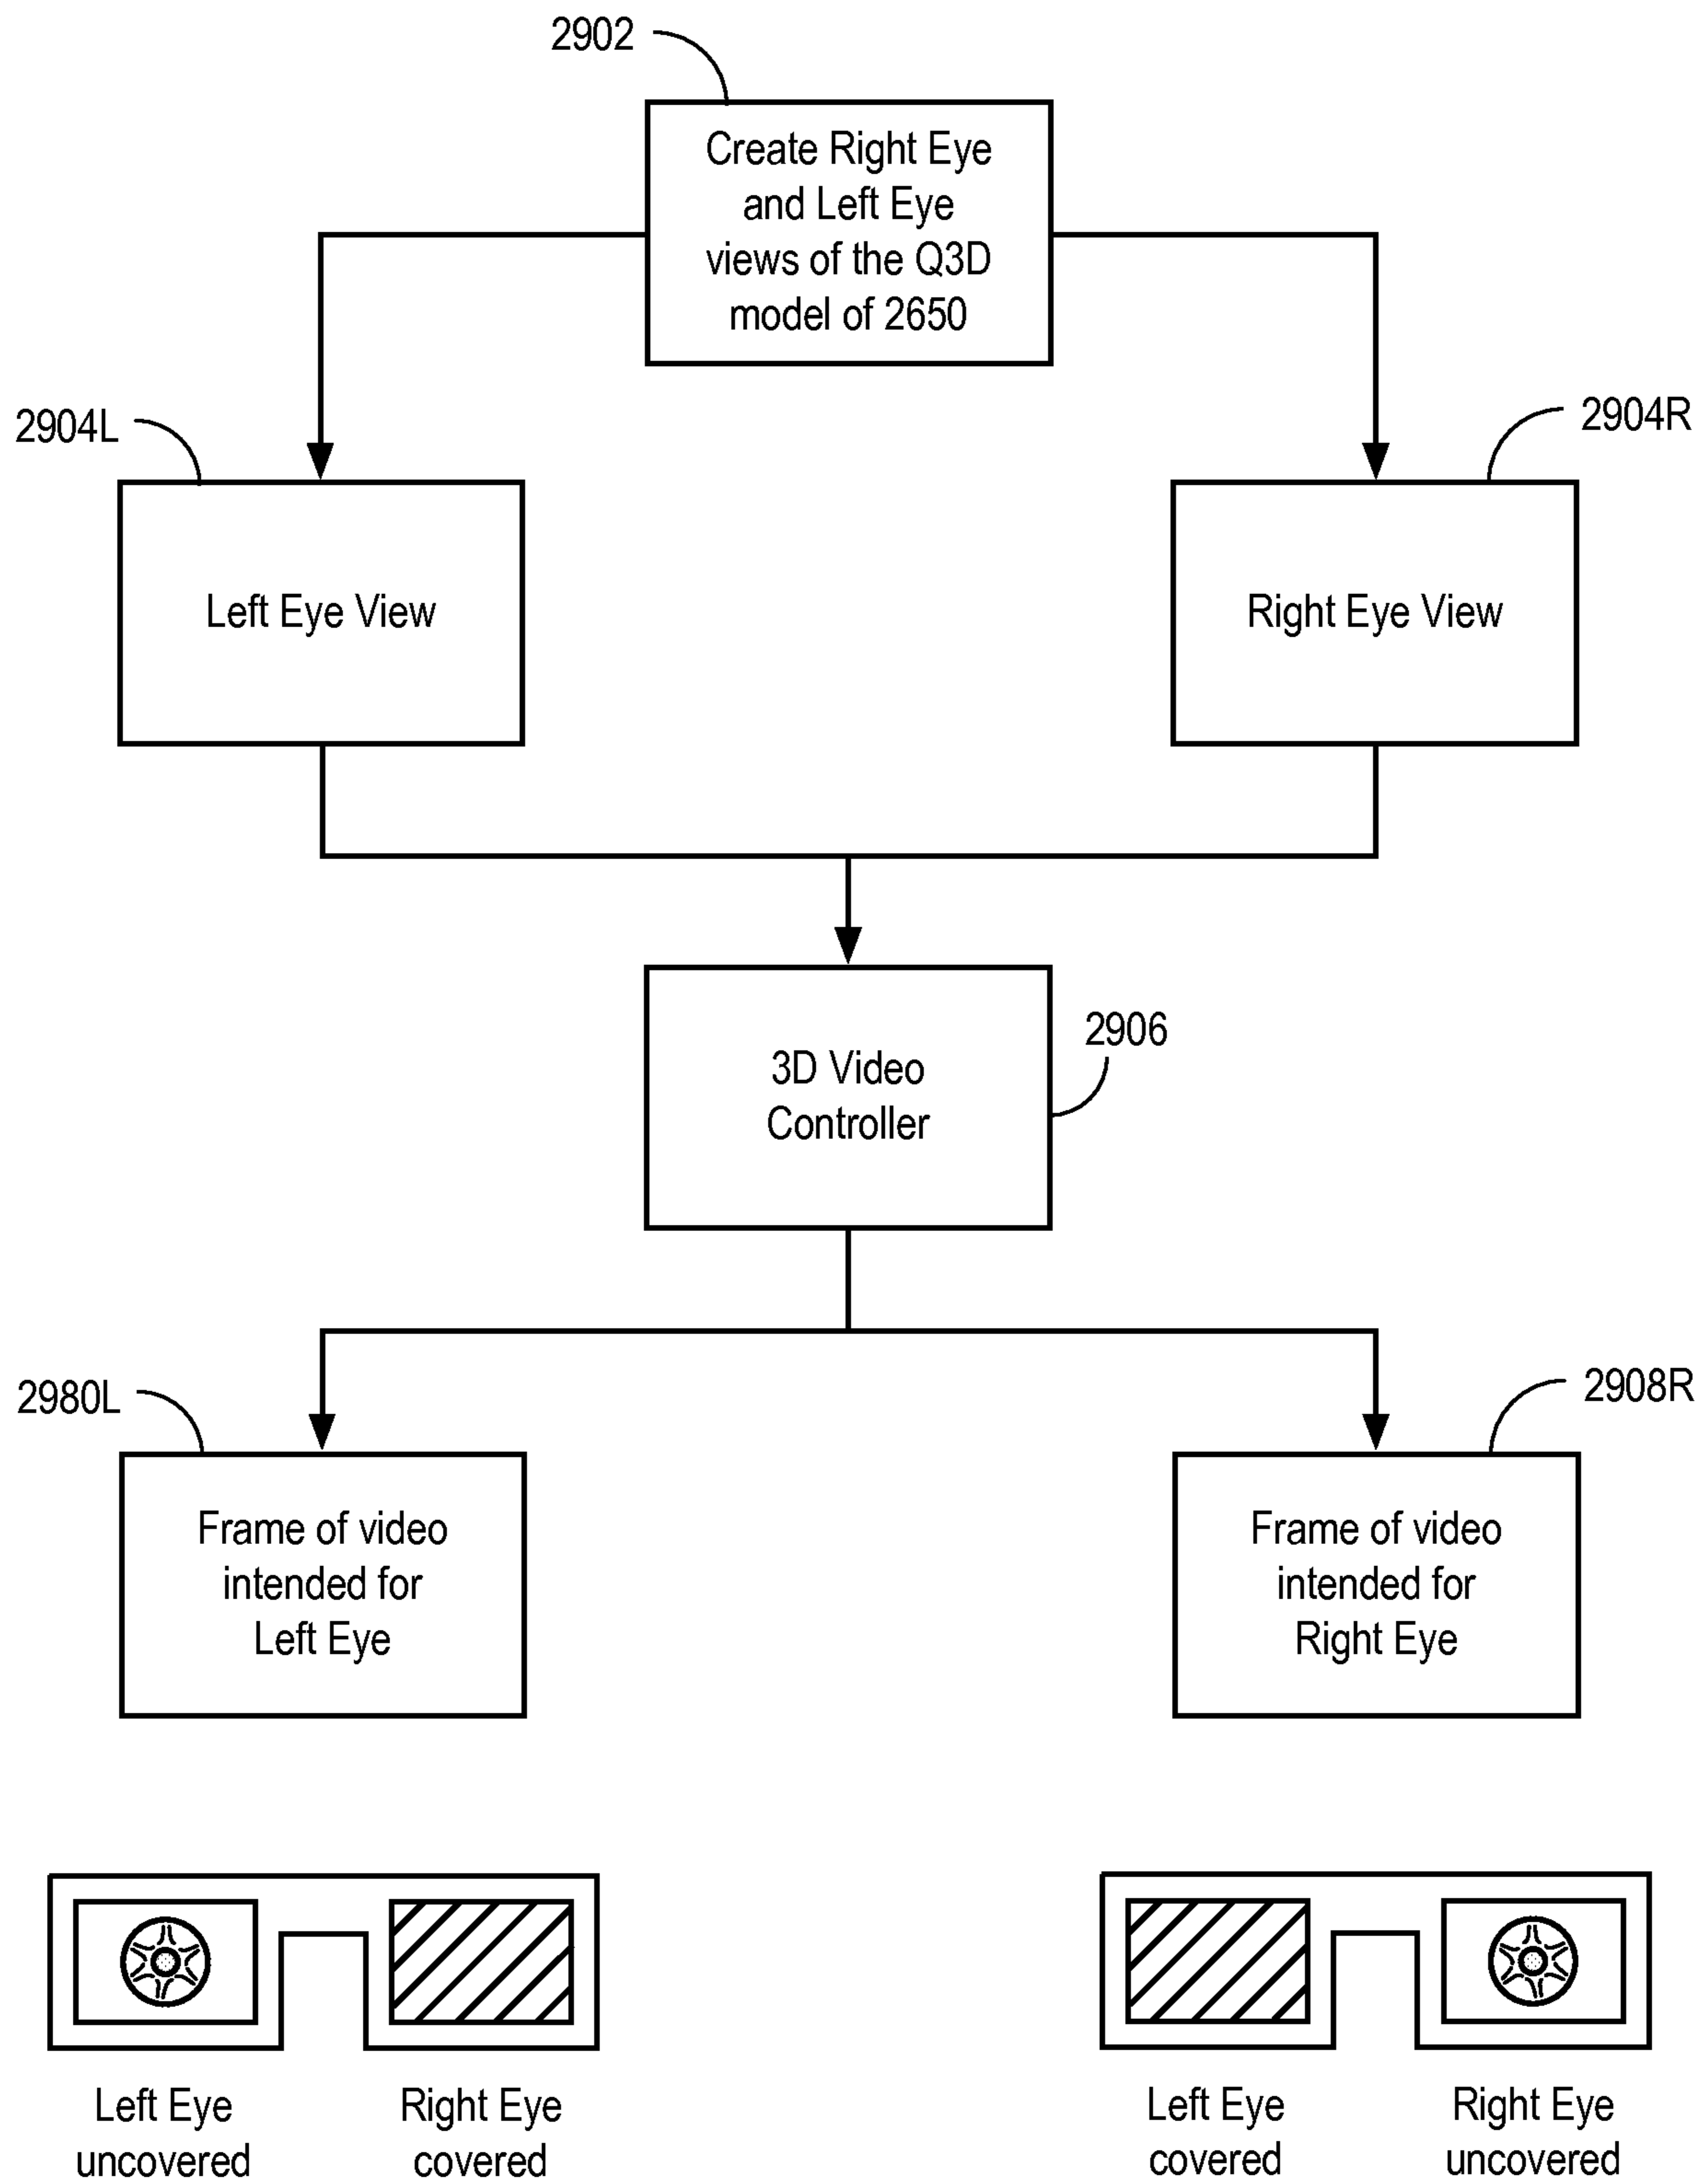 2902
Create Right Eye
and Left Eye
views of the Q3D
model of 2650
2904L
2904R
Left Eye View
Right Eye View
3D Video
Controller
2906
2980L
2908R
Frame of video
intended for
Left Eye
Frame of video
intended for
Right Eye
Left Eye
uncovered
Right Eye
covered
Left Eye
covered
Right Eye
uncovered